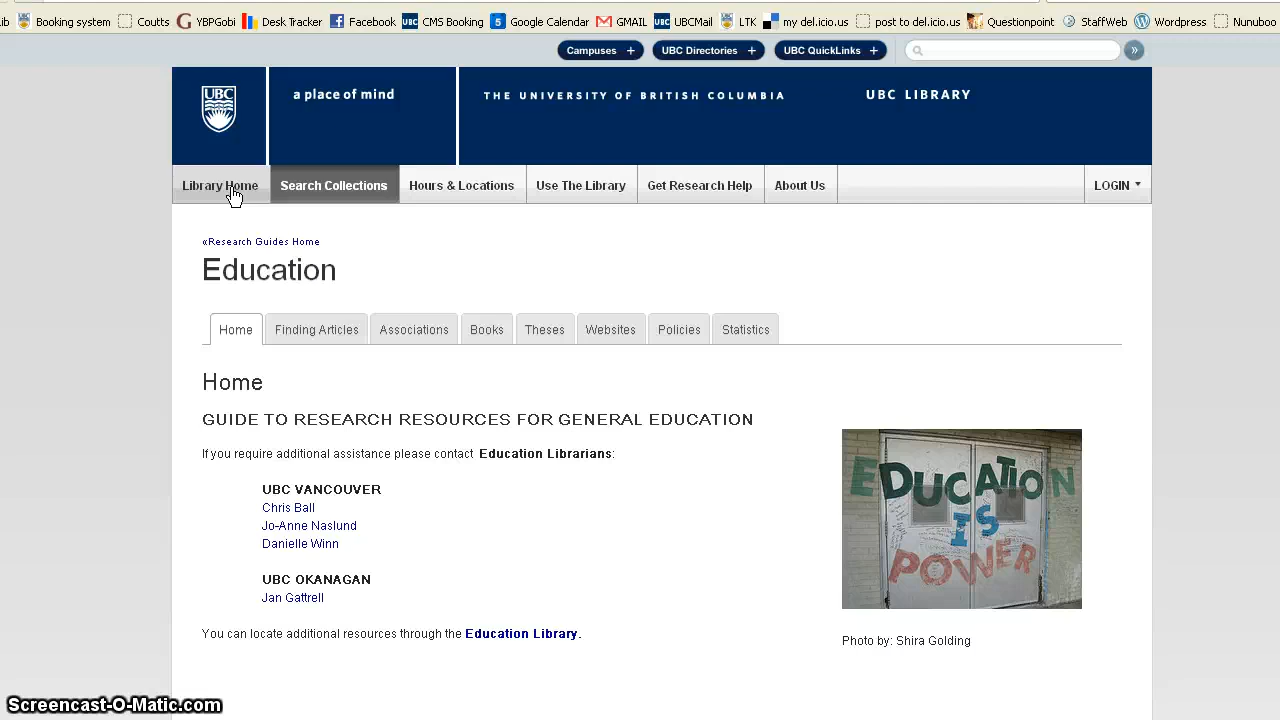 ib Booking system Coutts YBPGobi Desk Tracker Facebook CMS Booking Google Calendar GMAIL UBCMail LTK my del.icio.us post to del.icio.us QuestionPoint StaffWeb Wordpress Nunuboo
Campuses + UBC Directories + UBC QuickLinks + »
UBC a place of mind THE UNIVERSITY OF BRITISH COLUMBIA UBC LIBRARY
Library Home Search Collections Hours & Locations Use The Library Get Research Help About Us LOGIN
«Research Guides Home
Education
Home Finding Articles Associations Books Theses Websites Policies Statistics
Home
GUIDE TO RESEARCH RESOURCES FOR GENERAL EDUCATION
If you require additional assistance please contact Education Librarians:
UBC VANCOUVER
Chris Ball
Jo-Anne Naslund
Danielle Winn
UBC OKANAGAN
Jan Gattrell
You can locate additional resources through the Education Library.
EDUCATION
IS
POWER
Photo by: Shira Golding
Screencast-O-Matic.com